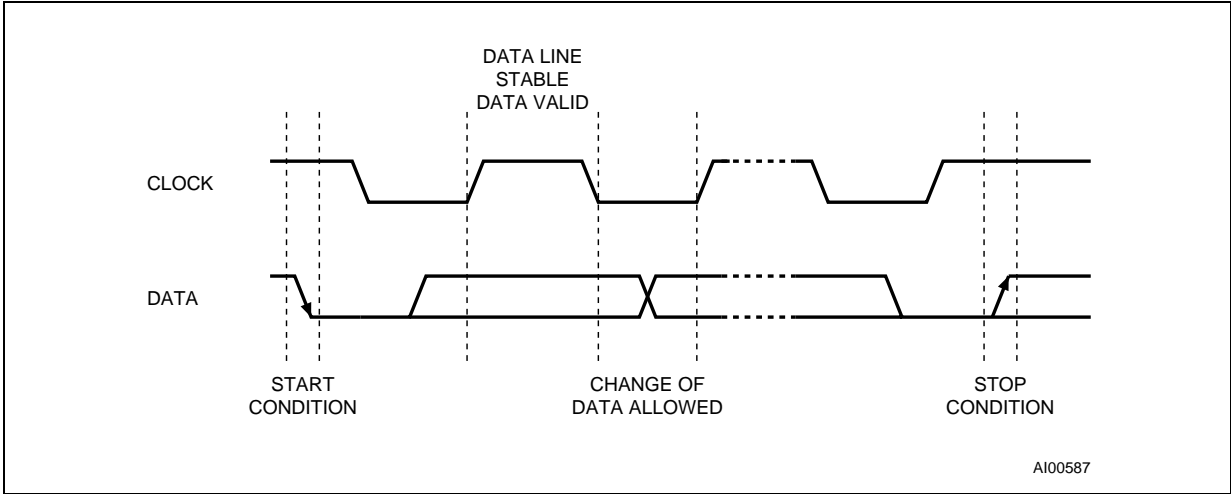 DATA LINE
STABLE
DATA VALID
CLOCK
DATA
START
CONDITION
CHANGE OF
DATA ALLOWED
STOP
CONDITION
AI00587